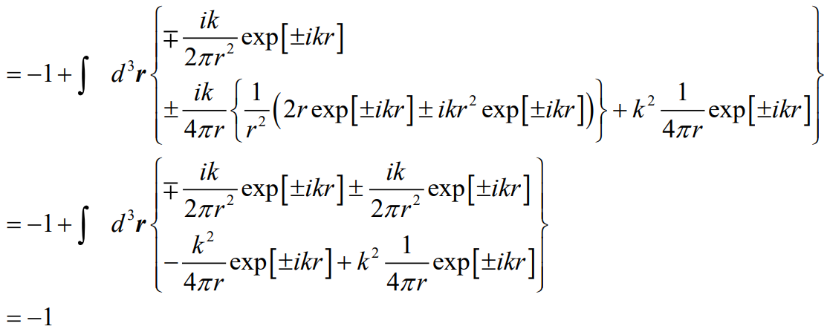 = −1 + ∫ d³r { ∓ ik/(2πr²) exp[±ikr]
± ik/(4πr) { 1/r² (2r exp[±ikr] ± ikr² exp[±ikr]) } + k² 1/(4πr) exp[±ikr] }
= −1 + ∫ d³r { ∓ ik/(2πr²) exp[±ikr] ± ik/(2πr²) exp[±ikr]
− k²/(4πr) exp[±ikr] + k² 1/(4πr) exp[±ikr] }
= −1